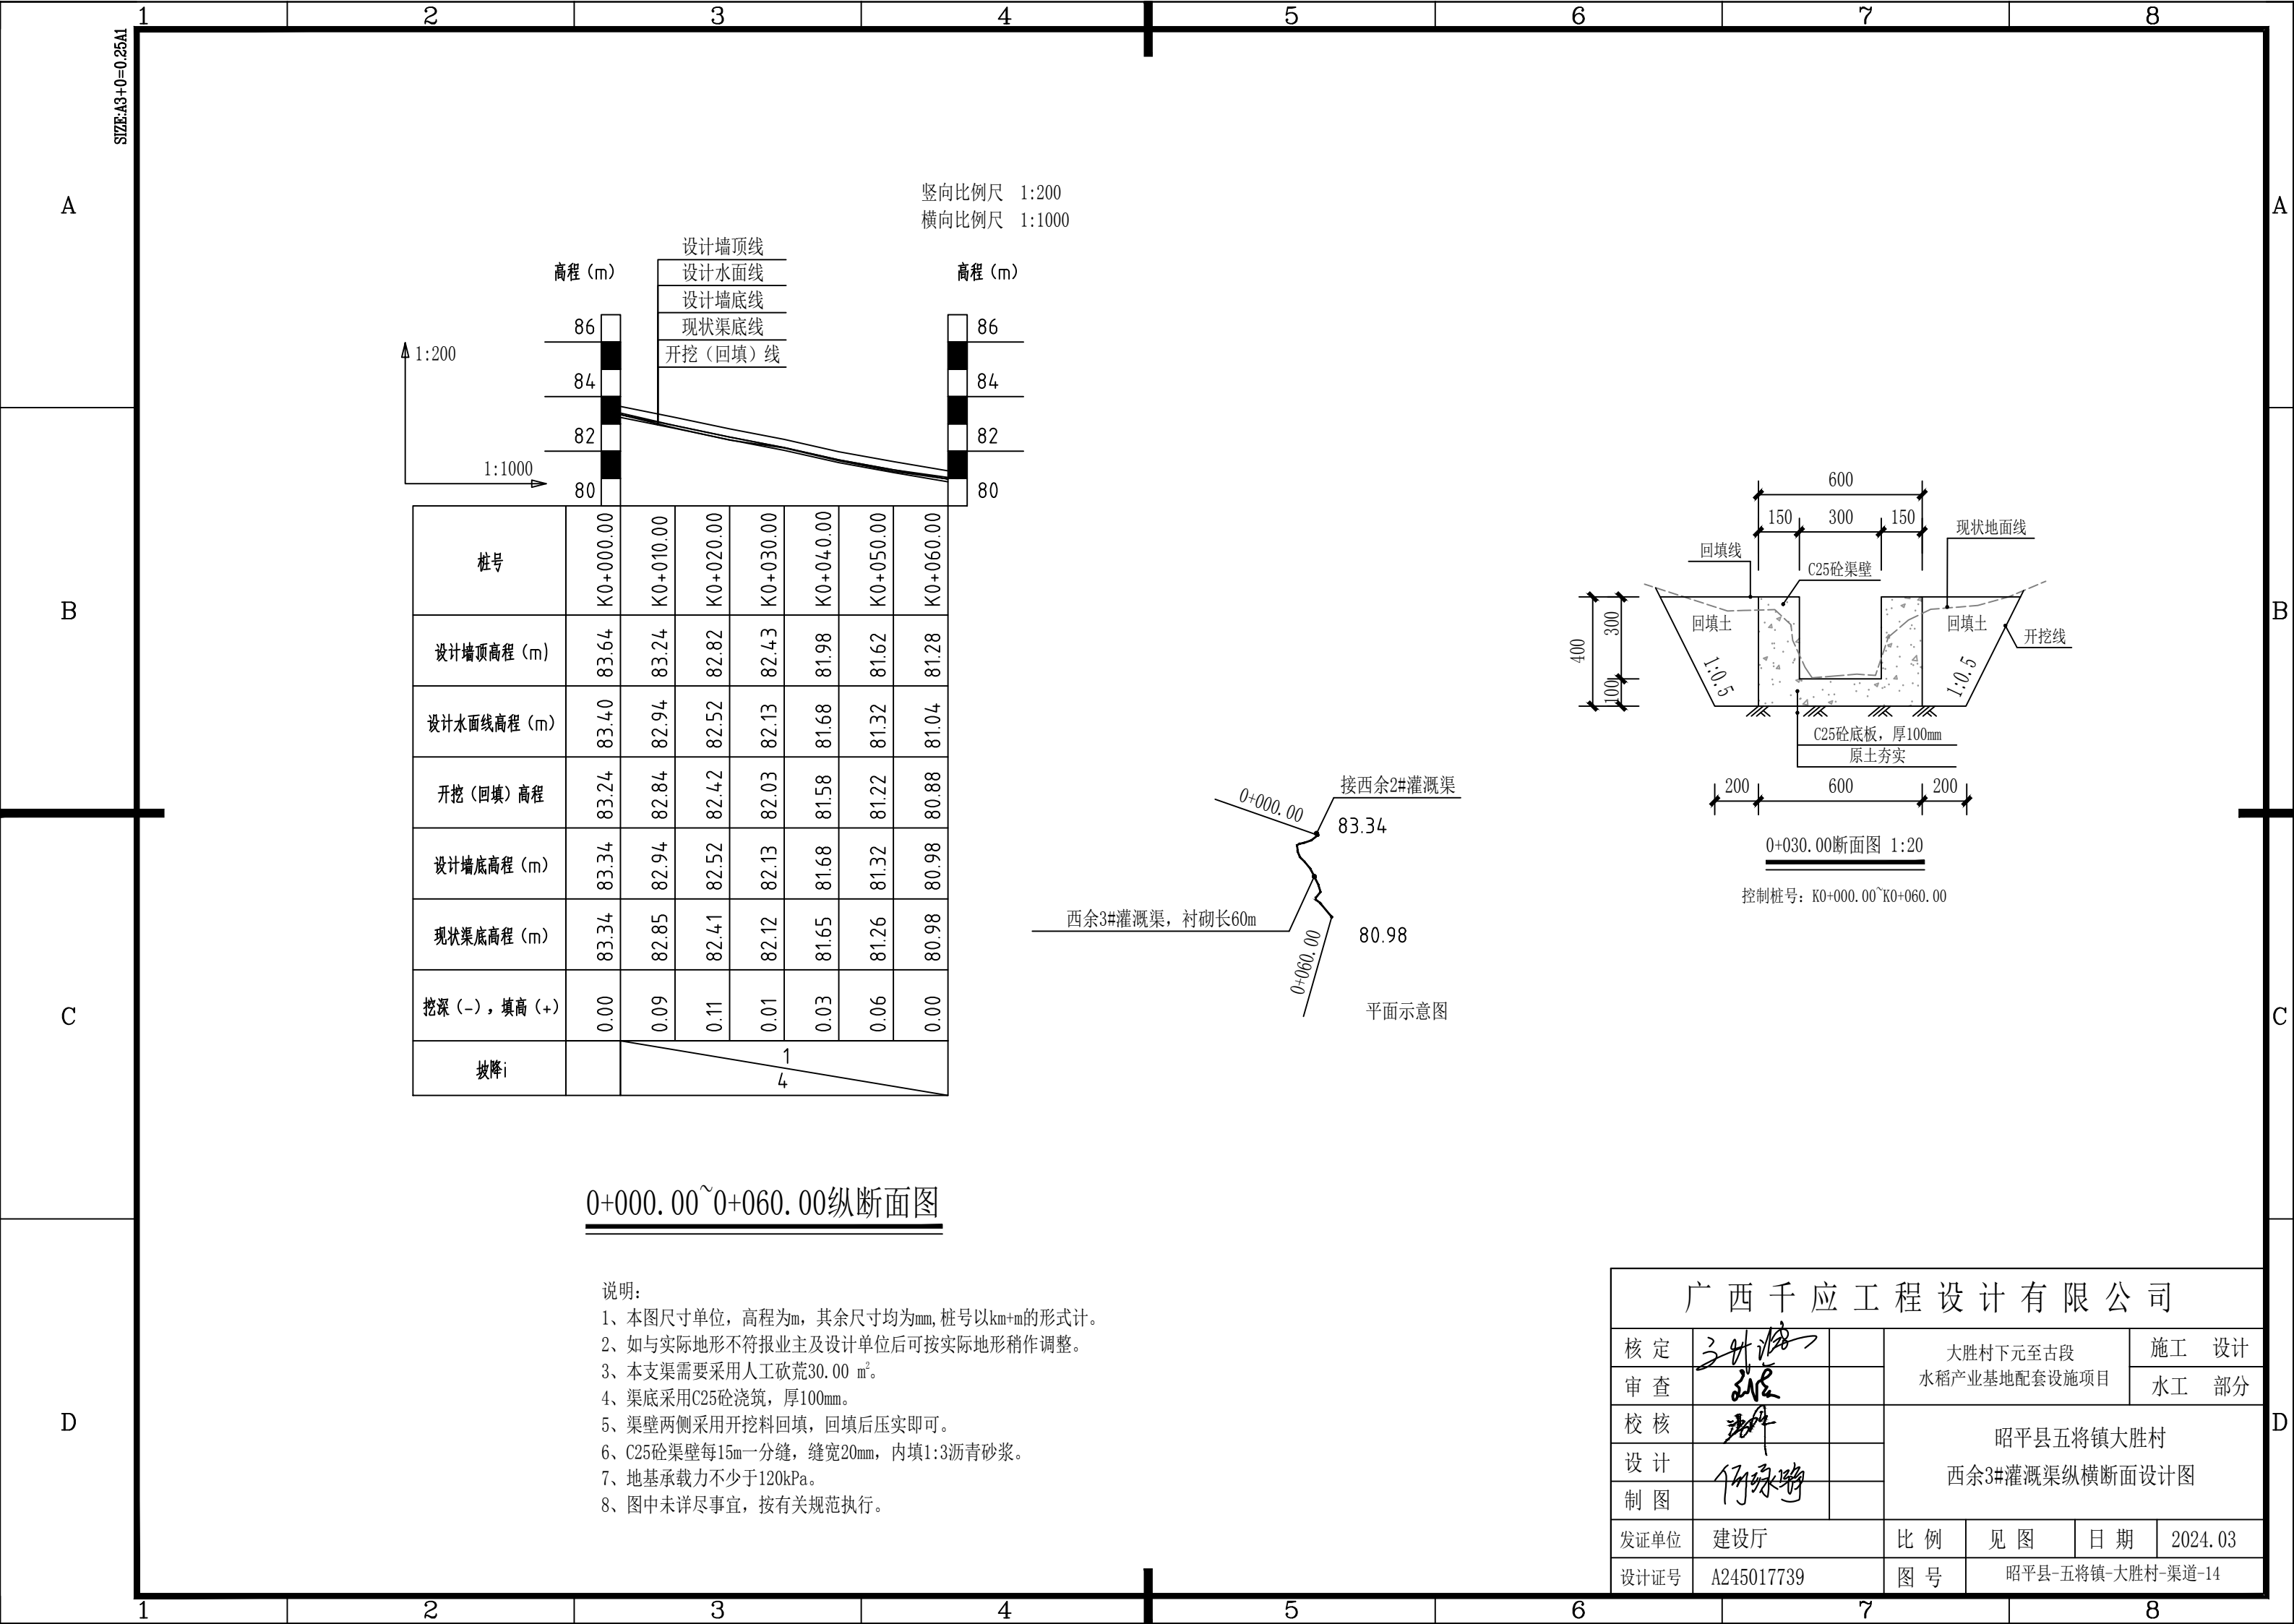 1 2 3 4 5 6 7 8
SIZE:A3+0=0.25A1
A A
B B
C C
D D
竖向比例尺 1:200
横向比例尺 1:1000
设计墙顶线
设计水面线
设计墙底线
现状渠底线
开挖（回填）线
高程（m） 高程（m）
86 86
84 84
82 82
80 80
1:200
1:1000
桩号 K0+000.00 K0+010.00 K0+020.00 K0+030.00 K0+040.00 K0+050.00 K0+060.00
设计墙顶高程（m） 83.64 83.24 82.82 82.43 81.98 81.62 81.28
设计水面线高程（m） 83.40 82.94 82.52 82.13 81.68 81.32 81.04
开挖（回填）高程 83.24 82.84 82.42 82.03 81.58 81.22 80.88
设计墙底高程（m） 83.34 82.94 82.52 82.13 81.68 81.32 80.98
现状渠底高程（m） 83.34 82.85 82.41 82.12 81.65 81.26 80.98
挖深（-），填高（+） 0.00 0.09 0.11 0.01 0.03 0.06 0.00
坡降i 1 4
0+000.00~0+060.00纵断面图
说明：
1、本图尺寸单位，高程为m，其余尺寸均为mm,桩号以km+m的形式计。
2、如与实际地形不符报业主及设计单位后可按实际地形稍作调整。
3、本支渠需要采用人工砍荒30.00 m²。
4、渠底采用C25砼浇筑，厚100mm。
5、渠壁两侧采用开挖料回填，回填后压实即可。
6、C25砼渠壁每15m一分缝，缝宽20mm，内填1:3沥青砂浆。
7、地基承载力不少于120kPa。
8、图中未详尽事宜，按有关规范执行。
0+000.00
接西余2#灌溉渠
83.34
西余3#灌溉渠，衬砌长60m
80.98
0+060.00
平面示意图
600
150 300 150
现状地面线
回填线
C25砼渠壁
回填土 回填土
开挖线
400
300
100
1:0.5 1:0.5
C25砼底板，厚100mm
原土夯实
200 600 200
0+030.00断面图 1:20
控制桩号：K0+000.00~K0+060.00
广西千应工程设计有限公司
核 定
审 查
校 核
设 计
制 图
大胜村下元至古段
水稻产业基地配套设施项目
施工 设计
水工 部分
昭平县五将镇大胜村
西余3#灌溉渠纵横断面设计图
发证单位 建设厅 比 例 见 图 日 期 2024.03
设计证号 A245017739 图 号 昭平县-五将镇-大胜村-渠道-14
1 2 3 4 5 6 7 8